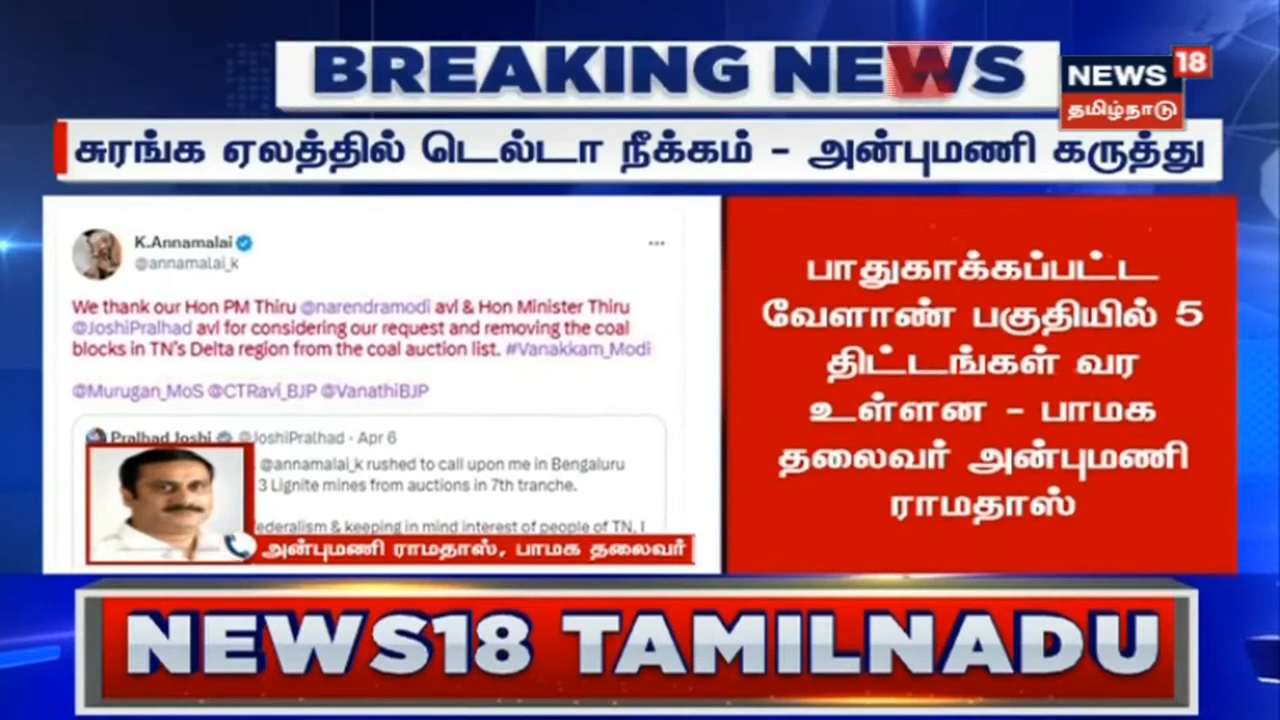 BREAKING NEWS
NEWS 18
தமிழ்நாடு
சுரங்க ஏலத்தில் டெல்டா நீக்கம் - அன்புமணி கருத்து
K.Annamalai
@annamalai_k
We thank our Hon PM Thiru @narendramodi avl & Hon Minister Thiru
@JoshiPralhad avl for considering our request and removing the coal
blocks in TN's Delta region from the coal auction list. #Vanakkam_Modi
@Murugan_MoS @CTRavi_BJP @VanathiBJP
Pralhad Joshi @JoshiPralhad · Apr 6
@annamalai_k rushed to call upon me in Bengaluru
3 Lignite mines from auctions in 7th tranche.
ederalism & keeping in mind interest of people of TN, I
அன்புமணி ராமதாஸ், பாமக தலைவர்
பாதுகாக்கப்பட்ட
வேளாண் பகுதியில் 5
திட்டங்கள் வர
உள்ளன - பாமக
தலைவர் அன்புமணி
ராமதாஸ்
NEWS18 TAMILNADU